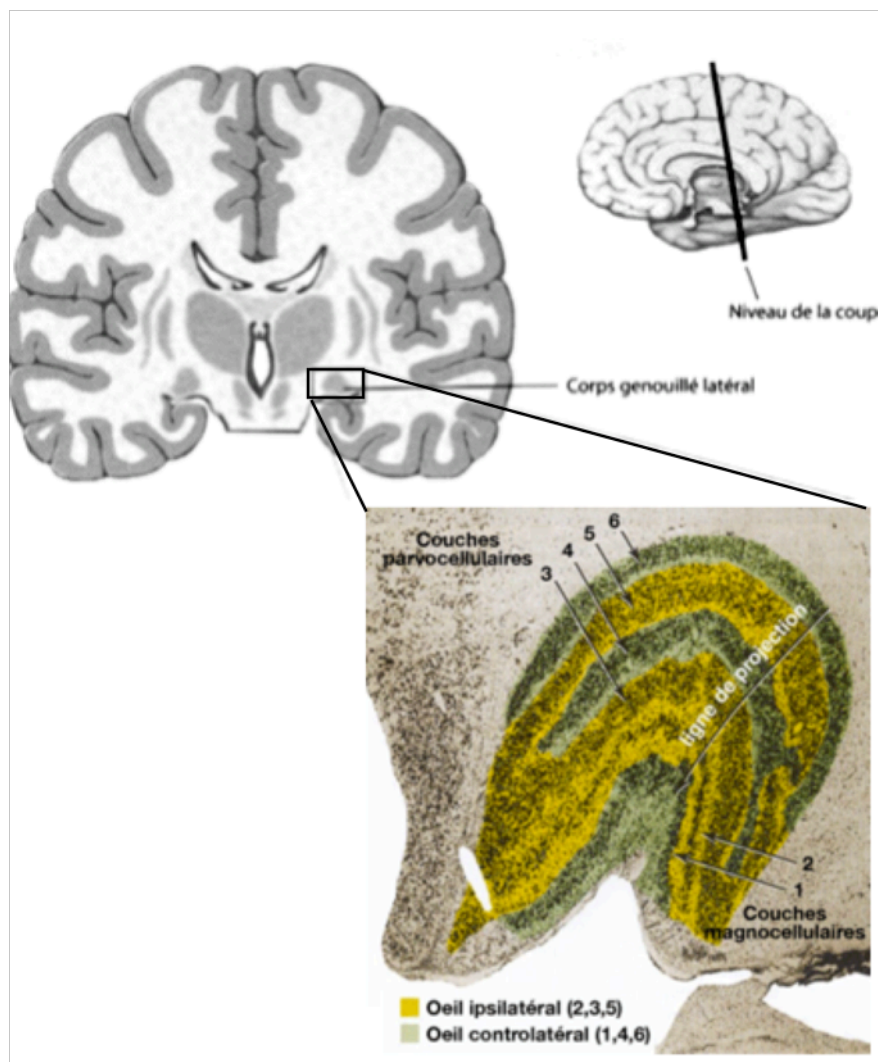 Niveau de la coup
Corps genouillé latéral
Couches
parvocellulaires
6
5
4
3
ligne de projection
2
1
Couches
magnocellulaires
Oeil ipsilatéral (2,3,5)
Oeil controlatéral (1,4,6)